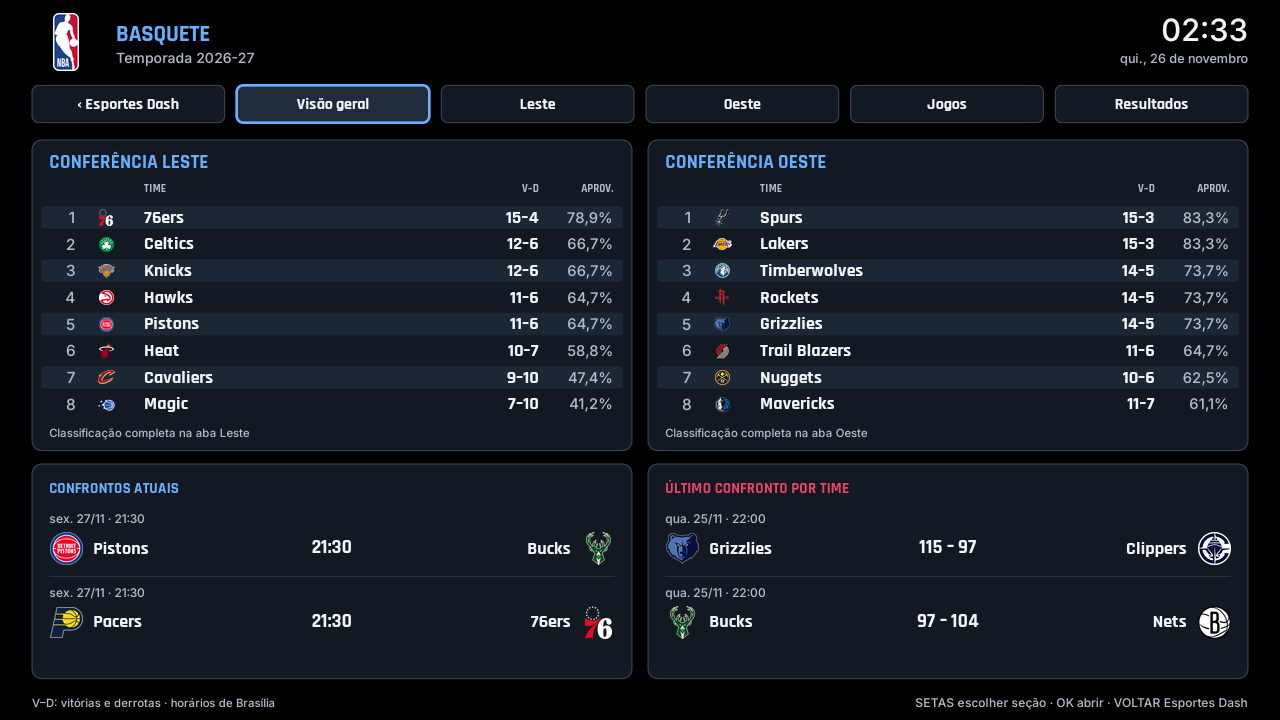 NBA
BASQUETE
Temporada 2026-27
02:33
qui., 26 de novembro
‹ Esportes Dash
Visão geral
Leste
Oeste
Jogos
Resultados
CONFERÊNCIA LESTE
TIME V-D APROV.
1 76 76ers 15-4 78,9%
2 Celtics 12-6 66,7%
3 Knicks 12-6 66,7%
4 Hawks 11-6 64,7%
5 Pistons 11-6 64,7%
6 Heat 10-7 58,8%
7 Cavaliers 9-10 47,4%
8 Magic 7-10 41,2%
Classificação completa na aba Leste
CONFERÊNCIA OESTE
TIME V-D APROV.
1 Spurs 15-3 83,3%
2 Lakers 15-3 83,3%
3 Timberwolves 14-5 73,7%
4 Rockets 14-5 73,7%
5 Grizzlies 14-5 73,7%
6 Trail Blazers 11-6 64,7%
7 Nuggets 10-6 62,5%
8 Mavericks 11-7 61,1%
Classificação completa na aba Oeste
CONFRONTOS ATUAIS
sex. 27/11 · 21:30
DETROIT PISTONS Pistons 21:30 Bucks
sex. 27/11 · 21:30
Pacers 21:30 76ers 76
ÚLTIMO CONFRONTO POR TIME
qua. 25/11 · 22:00
Grizzlies 115 - 97 Clippers
qua. 25/11 · 22:00
Bucks 97 - 104 Nets B
V-D: vitórias e derrotas · horários de Brasília
SETAS escolher seção · OK abrir · VOLTAR Esportes Dash